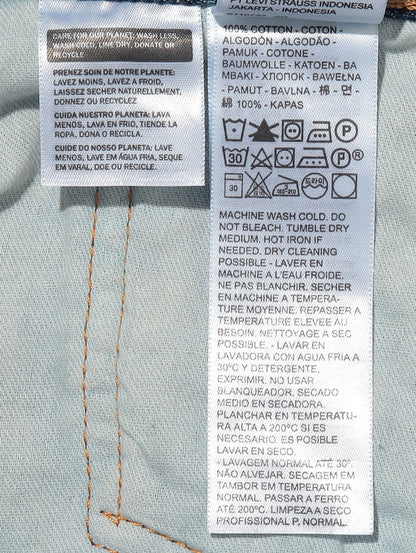 CARE FOR OUR PLANET: WASH LESS,
WASH COLD, LINE DRY, DONATE OR
RECYCLE
PRENEZ SOIN DE NOTRE PLANETE:
LAVEZ MOINS, LAVEZ A FROID,
LAISSEZ SECHER NATURELLEMENT,
DONNEZ OU RECYCLEZ
CUIDA NUESTRO PLANETA: LAVA
MENOS, LAVA EN FRIO, TIENDE LA
ROPA, DONA O RECICLA.
CUIDE DO NOSSO PLANETA: LAVE
MENOS, LAVE EM ÁGUA FRIA, SEQUE
EM VARAL, DOE OU RECICLE.
PT LEVI STRAUSS INDONESIA
JAKARTA - INDONESIA
100% COTTON - COTON -
ALGODÓN - ALGODÃO -
PAMUK - COTONE -
BAUMWOLLE - KATOEN - BA
MBAKI - ХЛОПОК - BAWEŁNA
- PAMUT - BAVLNA - 棉 - 면 -
綿 100% - KAPAS
P
30 P
30 180-210
MACHINE WASH COLD. DO
NOT BLEACH. TUMBLE DRY
MEDIUM. HOT IRON IF
NEEDED. DRY CLEANING
POSSIBLE - LAVER EN
MACHINE A L'EAU FROIDE.
NE PAS BLANCHIR. SECHER
EN MACHINE A TEMPERA-
TURE MOYENNE. REPASSER A
TEMPERATURE ELEVEE AU
BESOIN. NETTOYAGE A SEC
POSSIBLE. - LAVAR EN
LAVADORA CON AGUA FRIA A
30°C Y DETERGENTE,
EXPRIMIR, NO USAR
BLANQUEADOR, SECADO
MEDIO EN SECADORA.
PLANCHAR EN TEMPERATU-
RA ALTA A 200°C SI ES
NECESARIO. ES POSIBLE
LAVAR EN SECO.
- LAVAGEM NORMAL ATÉ 30°.
NÃO ALVEJAR. SECAGEM EM
TAMBOR EM TEMPERATURA
NORMAL. PASSAR A FERRO
ATÉ 200°C. LIMPEZA A SECO
PROFISSIONAL P, NORMAL.